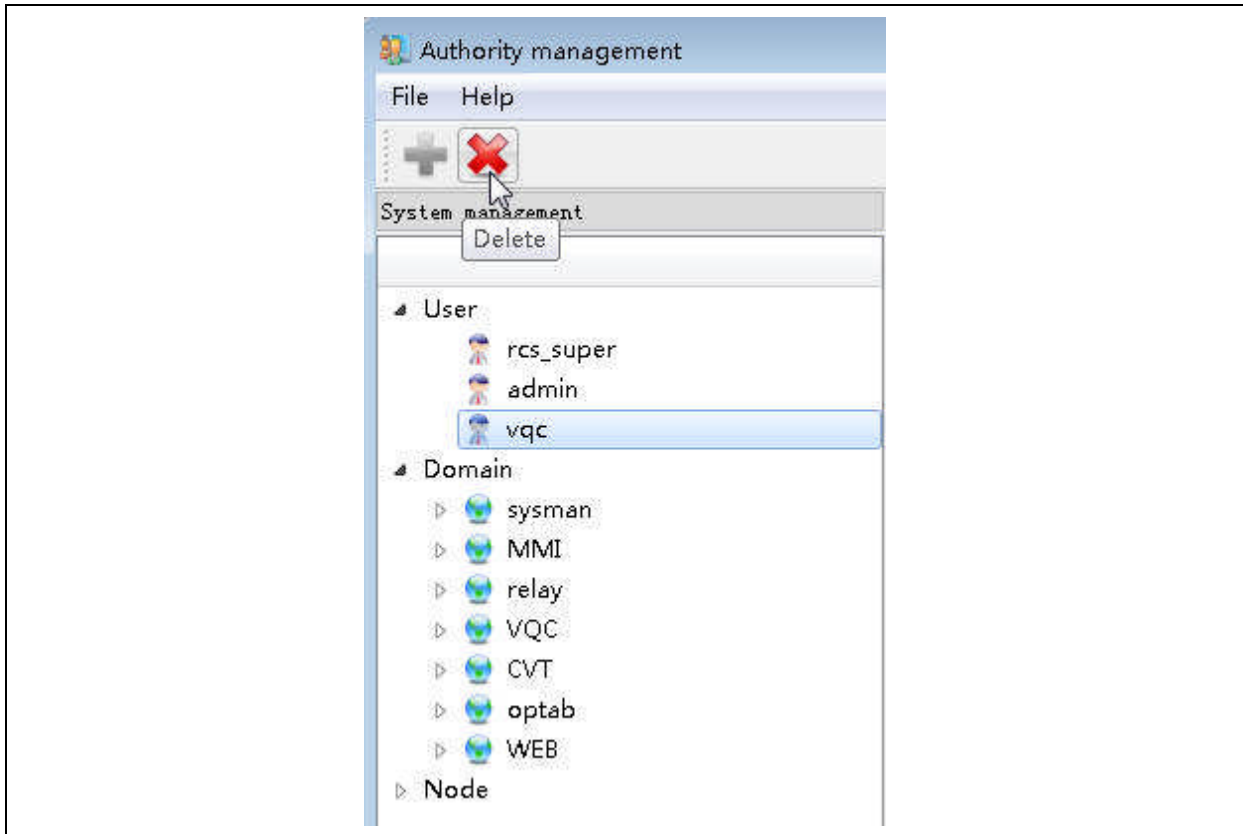 Authority management
File Help
System management
Delete
User
rcs_super
admin
vqc
Domain
sysman
MMI
relay
VQC
CVT
optab
WEB
Node